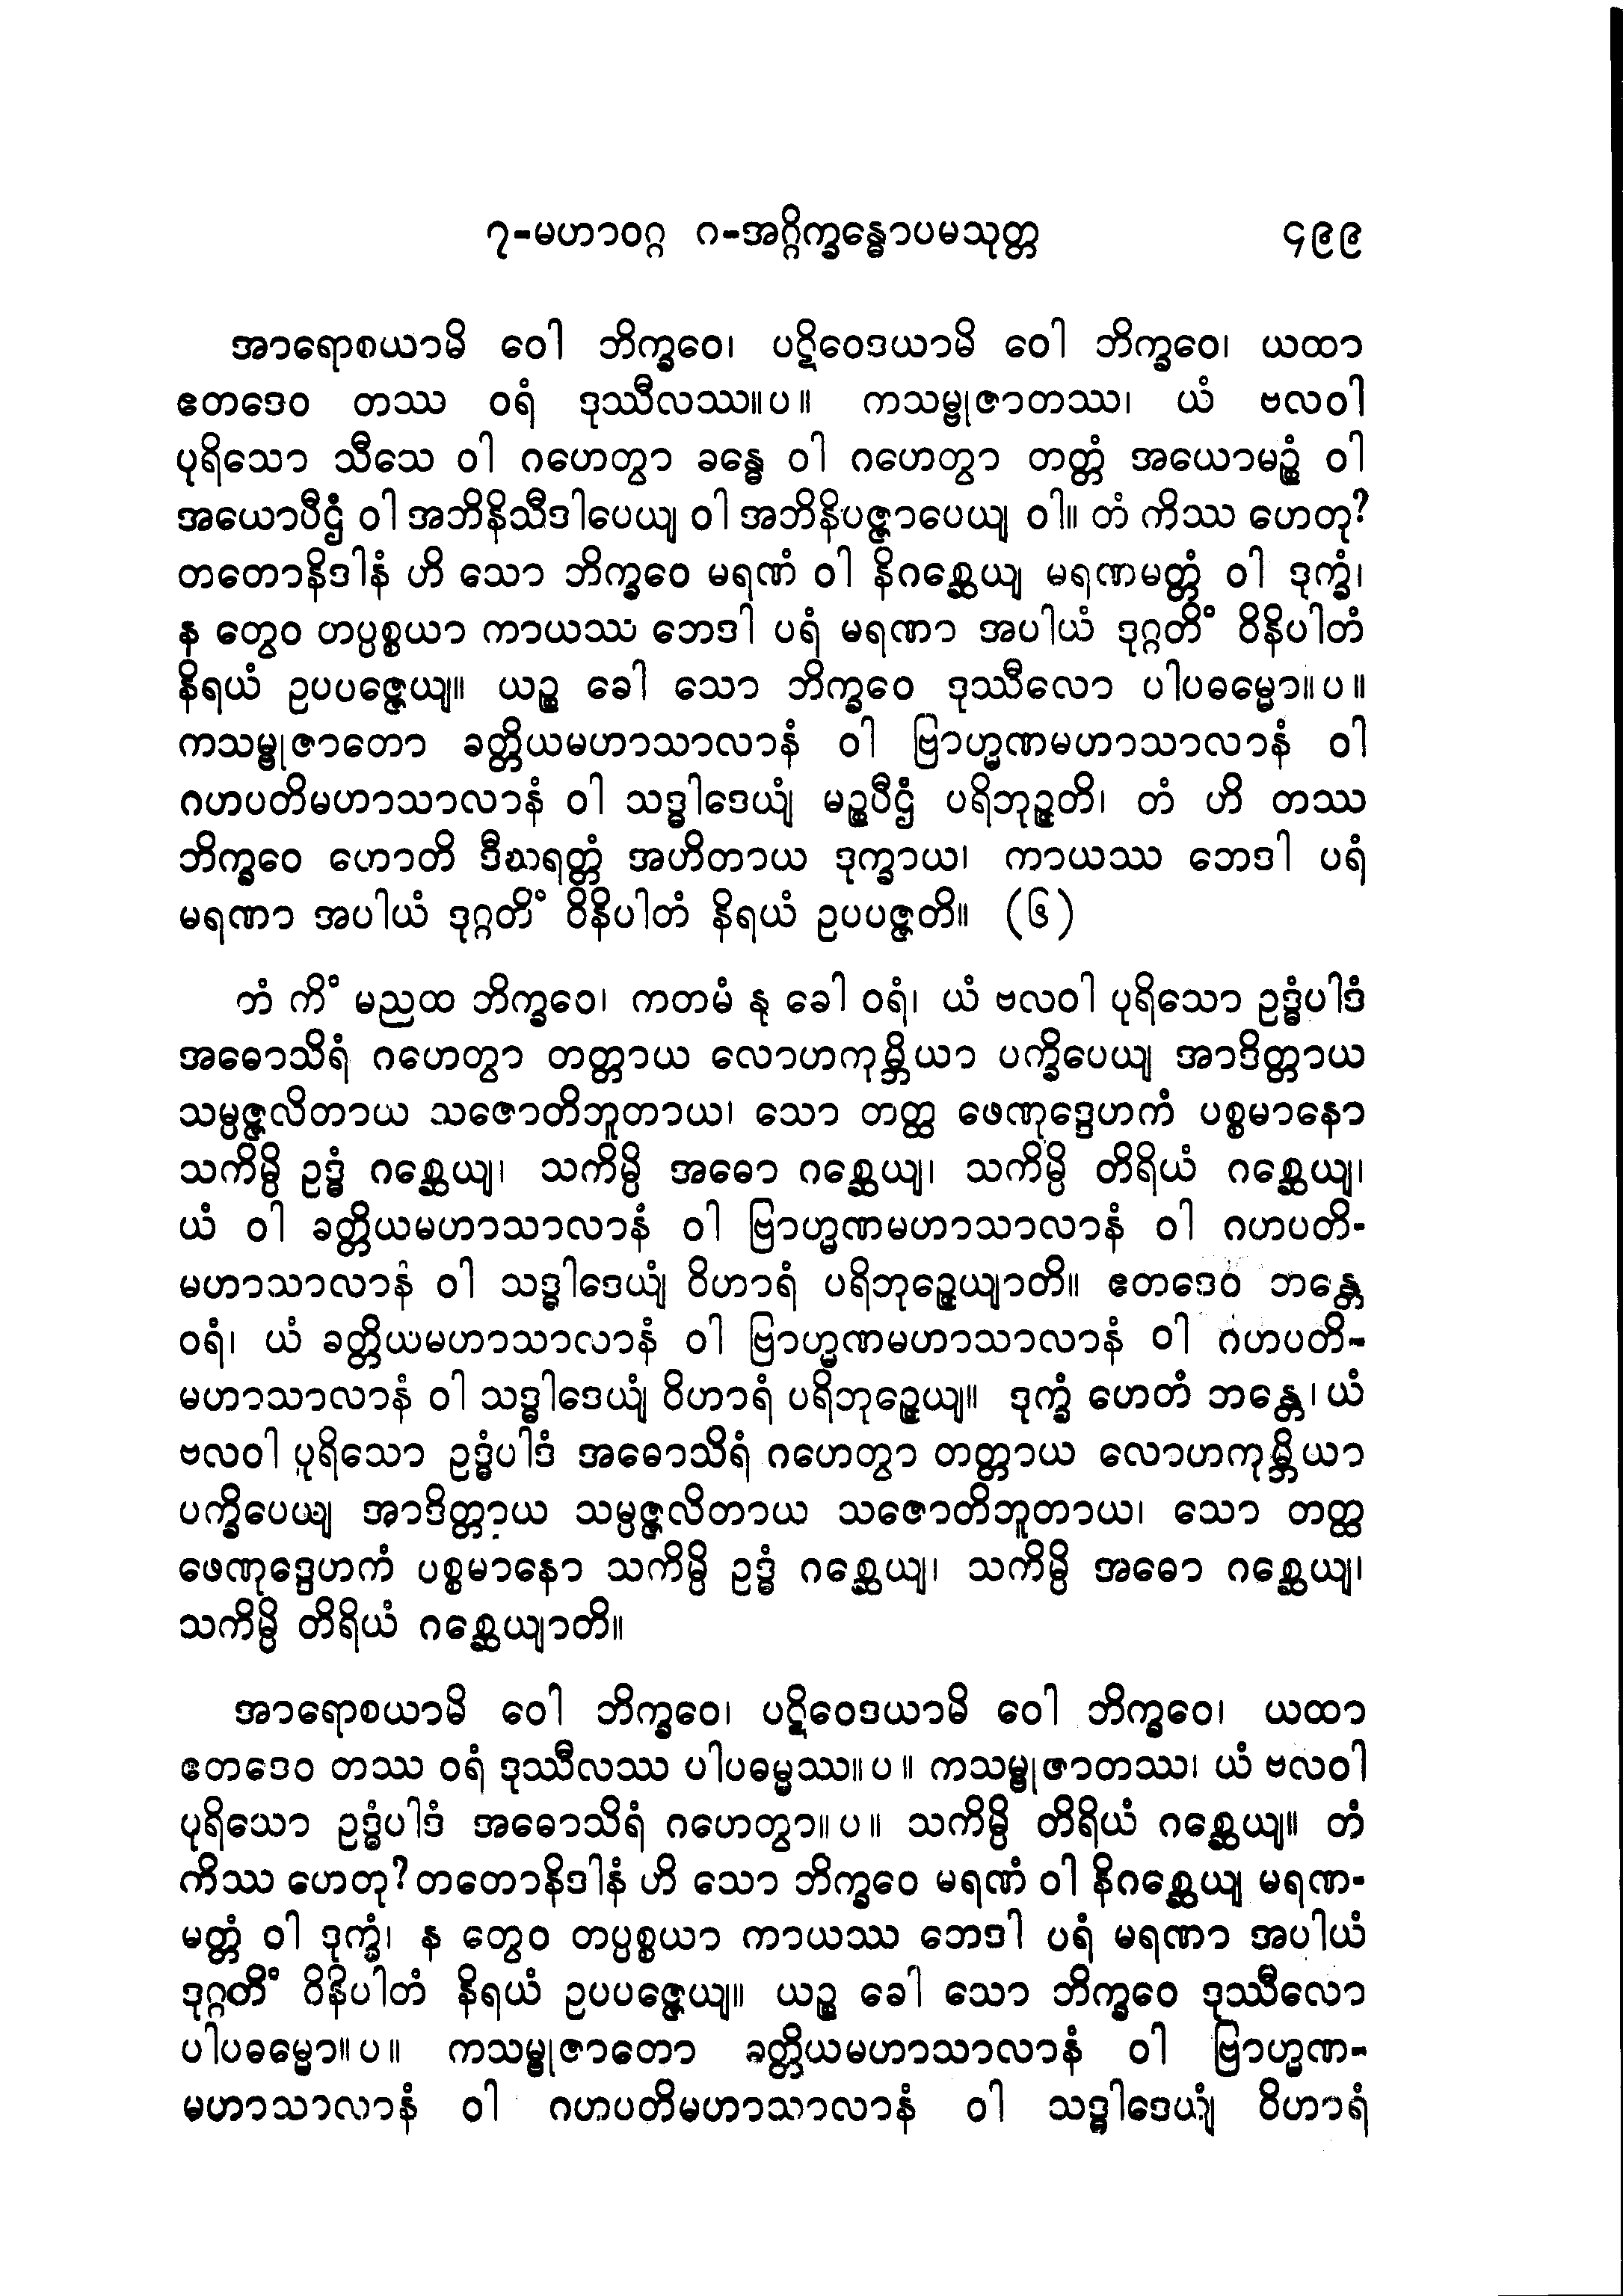 ၇-မဟာဝဂ္ဂ ဂ-အဂ္ဂိက္ခန္ဓောပမသုတ္တ ၄၉၉
အာရောစယာမိ ဝေါ ဘိက္ခဝေ၊ ပဋိဝေဒယာမိ ဝေါ ဘိက္ခဝေ၊ ယထာ
ဧတဒေဝ တဿ ဝရံ ဒုဿီလဿ။ပ။ ကသမ္ဗုဇာတဿ၊ ယံ ဗလဝါ
ပုရိသော သီသေ ဝါ ဂဟေတွာ ခန္ဓေ ဝါ ဂဟေတွာ တတ္တံ အယောမဉ္စံ ဝါ
အယောပီဌံ ဝါ အဘိနိသီဒါပေယျ ဝါ အဘိနိပဇ္ဇာပေယျ ဝါ။ တံ ကိဿ ဟေတု?
တတောနိဒါနံ ဟိ သော ဘိက္ခဝေ မရဏံ ဝါ နိဂစ္ဆေယျ မရဏမတ္တံ ဝါ ဒုက္ခံ၊
န တွေဝ တပ္ပစ္စယာ ကာယဿ ဘေဒါ ပရံ မရဏာ အပါယံ ဒုဂ္ဂတိံ ဝိနိပါတံ
နိရယံ ဥပပဇ္ဇေယျ။ ယဉ္စ ခေါ သော ဘိက္ခဝေ ဒုဿီလော ပါပဓမ္မော။ပ။
ကသမ္ဗုဇာတော ခတ္တိယမဟာသာလာနံ ဝါ ဗြာဟ္မဏမဟာသာလာနံ ဝါ
ဂဟပတိမဟာသာလာနံ ဝါ သဒ္ဓါဒေယျံ မဉ္စပီဌံ ပရိဘုဉ္ဇတိ၊ တံ ဟိ တဿ
ဘိက္ခဝေ ဟောတိ ဒီဃရတ္တံ အဟိတာယ ဒုက္ခာယ၊ ကာယဿ ဘေဒါ ပရံ
မရဏာ အပါယံ ဒုဂ္ဂတိံ ဝိနိပါတံ နိရယံ ဥပပဇ္ဇတိ။ (၆)
တံ ကိံ မညထ ဘိက္ခဝေ၊ ကတမံ နု ခေါ ဝရံ၊ ယံ ဗလဝါ ပုရိသော ဥဒ္ဓံပါဒံ
အဓောသိရံ ဂဟေတွာ တတ္တာယ လောဟကုမ္ဘိယာ ပက္ခိပေယျ အာဒိတ္တာယ
သမ္ပဇ္ဇလိတာယ သဇောတိဘူတာယ၊ သော တတ္ထ ဖေဏုဒ္ဒေဟကံ ပစ္စမာနော
သကိမ္ပိ ဥဒ္ဓံ ဂစ္ဆေယျ၊ သကိမ္ပိ အဓော ဂစ္ဆေယျ၊ သကိမ္ပိ တိရိယံ ဂစ္ဆေယျ၊
ယံ ဝါ ခတ္တိယမဟာသာလာနံ ဝါ ဗြာဟ္မဏမဟာသာလာနံ ဝါ ဂဟပတိ-
မဟာသာလာနံ ဝါ သဒ္ဓါဒေယျံ ဝိဟာရံ ပရိဘုဉ္ဇေယျာတိ။ ဧတဒေဝ ဘန္တေ
ဝရံ၊ ယံ ခတ္တိယမဟာသာလာနံ ဝါ ဗြာဟ္မဏမဟာသာလာနံ ဝါ ဂဟပတိ-
မဟာသာလာနံ ဝါ သဒ္ဓါဒေယျံ ဝိဟာရံ ပရိဘုဉ္ဇေယျ။ ဒုက္ခံ ဟေတံ ဘန္တေ၊ ယံ
ဗလဝါ ပုရိသော ဥဒ္ဓံပါဒံ အဓောသိရံ ဂဟေတွာ တတ္တာယ လောဟကုမ္ဘိယာ
ပက္ခိပေယျ အာဒိတ္တာယ သမ္ပဇ္ဇလိတာယ သဇောတိဘူတာယ၊ သော တတ္ထ
ဖေဏုဒ္ဒေဟကံ ပစ္စမာနော သကိမ္ပိ ဥဒ္ဓံ ဂစ္ဆေယျ၊ သကိမ္ပိ အဓော ဂစ္ဆေယျ၊
သကိမ္ပိ တိရိယံ ဂစ္ဆေယျာတိ။
အာရောစယာမိ ဝေါ ဘိက္ခဝေ၊ ပဋိဝေဒယာမိ ဝေါ ဘိက္ခဝေ၊ ယထာ
ဧတဒေဝ တဿ ဝရံ ဒုဿီလဿ ပါပဓမ္မဿ။ပ။ ကသမ္ဗုဇာတဿ၊ ယံ ဗလဝါ
ပုရိသော ဥဒ္ဓံပါဒံ အဓောသိရံ ဂဟေတွာ။ပ။ သကိမ္ပိ တိရိယံ ဂစ္ဆေယျ။ တံ
ကိဿ ဟေတု? တတောနိဒါနံ ဟိ သော ဘိက္ခဝေ မရဏံ ဝါ နိဂစ္ဆေယျ မရဏ-
မတ္တံ ဝါ ဒုက္ခံ၊ န တွေဝ တပ္ပစ္စယာ ကာယဿ ဘေဒါ ပရံ မရဏာ အပါယံ
ဒုဂ္ဂတိံ ဝိနိပါတံ နိရယံ ဥပပဇ္ဇေယျ။ ယဉ္စ ခေါ သော ဘိက္ခဝေ ဒုဿီလော
ပါပဓမ္မော။ပ။ ကသမ္ဗုဇာတော ခတ္တိယမဟာသာလာနံ ဝါ ဗြာဟ္မဏ-
မဟာသာလာနံ ဝါ ဂဟပတိမဟာသာလာနံ ဝါ သဒ္ဓါဒေယျံ ဝိဟာရံ